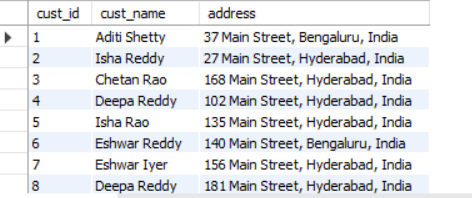 cust_id cust_name address
1 Aditi Shetty 37 Main Street, Bengaluru, India
2 Isha Reddy 27 Main Street, Hyderabad, India
3 Chetan Rao 168 Main Street, Hyderabad, India
4 Deepa Reddy 102 Main Street, Hyderabad, India
5 Isha Rao 135 Main Street, Hyderabad, India
6 Eshwar Reddy 140 Main Street, Bengaluru, India
7 Eshwar Iyer 156 Main Street, Hyderabad, India
8 Deepa Reddy 181 Main Street, Hyderabad, India